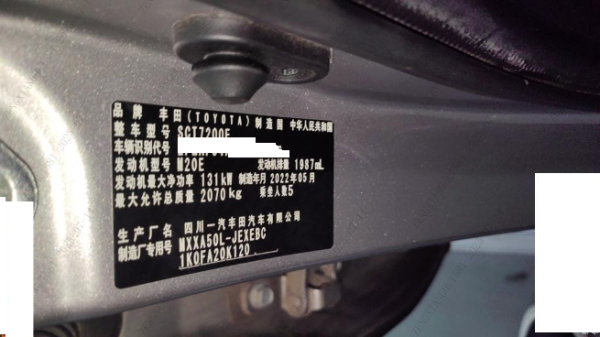 品牌 丰田(TOYOTA) 制造国 中华人民共和国
整车型号 SCT7200E
车辆识别代号
发动机型号 M20E 发动机排量 1987mL
发动机最大净功率 131kW 制造年月 2022年05月
最大允许总质量 2070kg 乘坐人数5
生产厂名 四川一汽丰田汽车有限公司
制造厂专用号 MXXA50L-JEXEBC
1K0FA20K120